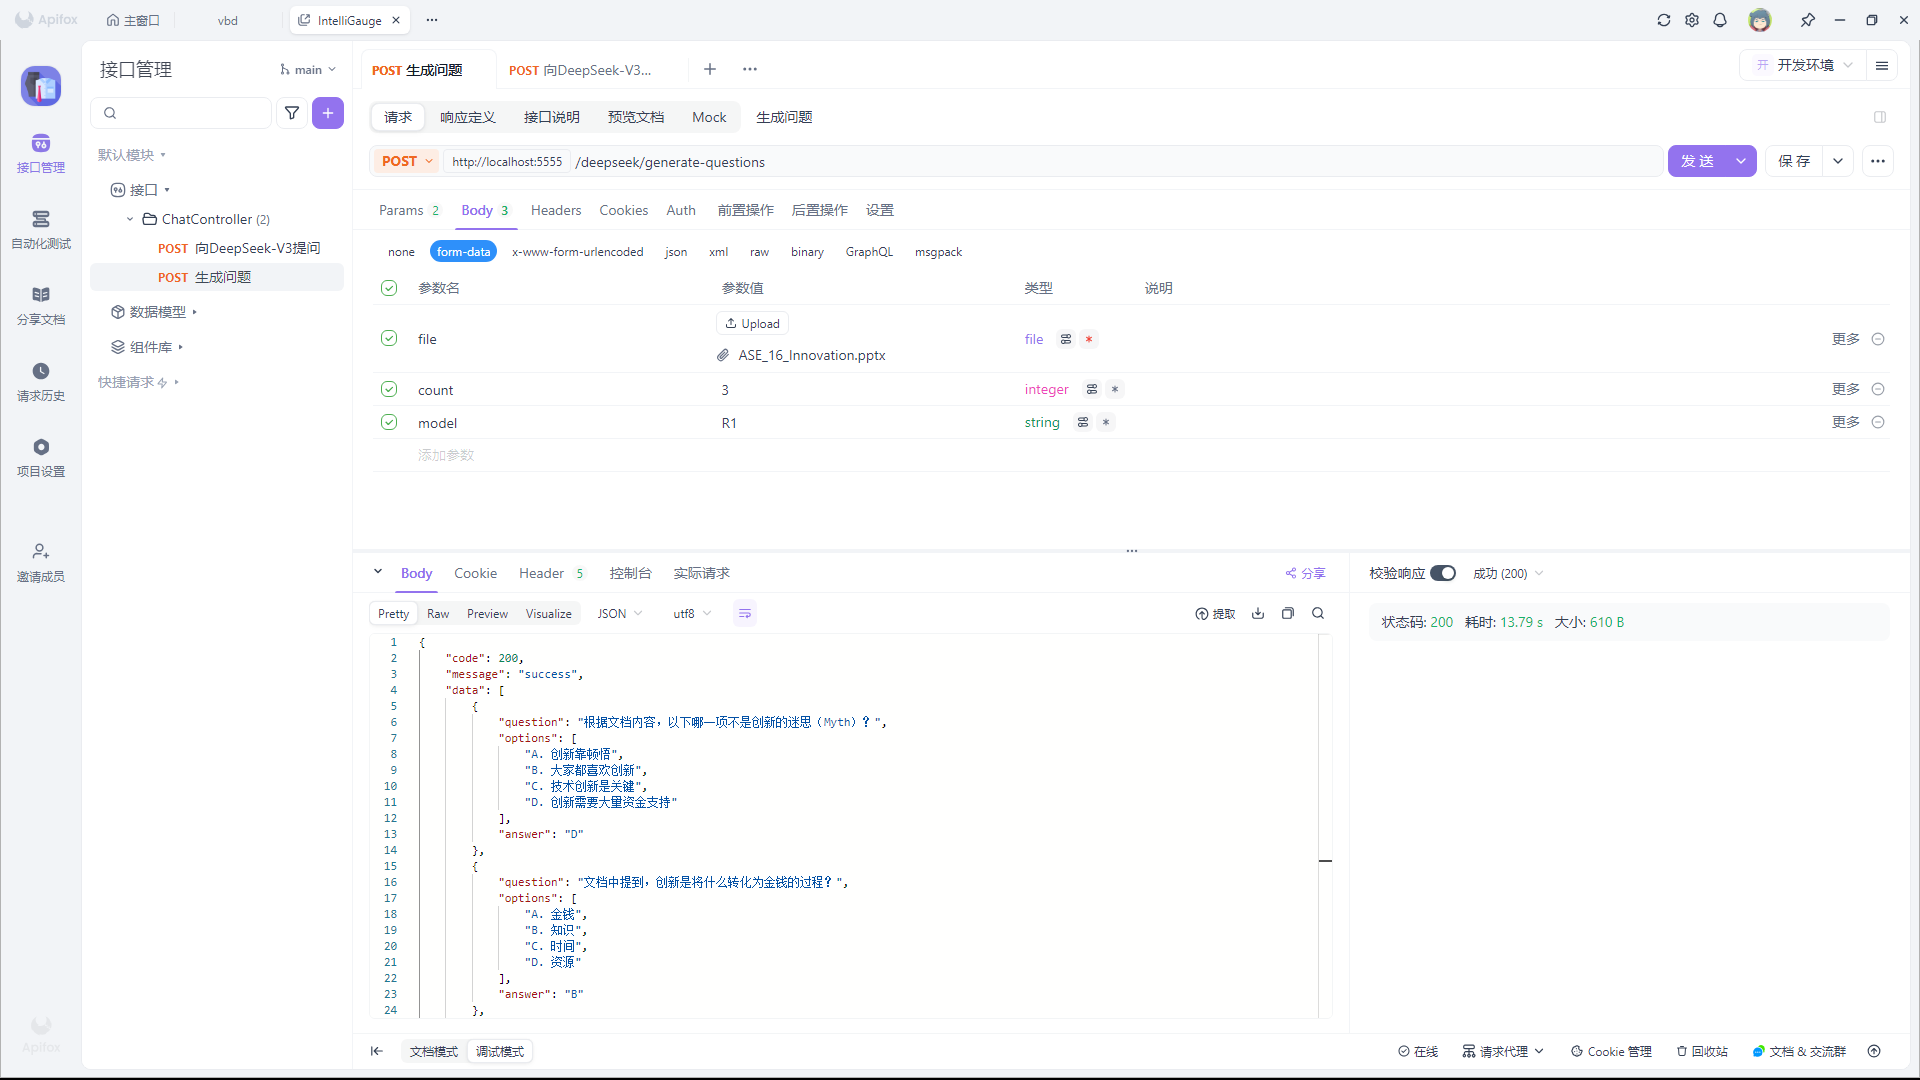 Apifox
主窗口
vbd
IntelliGauge
接口管理
main
接口管理
自动化测试
分享文档
请求历史
项目设置
邀请成员
Apifox
默认模块
接口
ChatController (2)
POST 向DeepSeek-V3提问
POST 生成问题
数据模型
组件库
快捷请求
POST 生成问题
POST 向DeepSeek-V3...
开 开发环境
请求 响应定义 接口说明 预览文档 Mock 生成问题
POST http://localhost:5555 /deepseek/generate-questions
发 送
保 存
Params 2 Body 3 Headers Cookies Auth 前置操作 后置操作 设置
none form-data x-www-form-urlencoded json xml raw binary GraphQL msgpack
参数名 参数值 类型 说明
Upload
file file * 更多
ASE_16_Innovation.pptx
count 3 integer * 更多
model R1 string * 更多
添加参数
Body Cookie Header 5 控制台 实际请求
分享
校验响应 成功 (200)
Pretty Raw Preview Visualize JSON utf8
提取
状态码: 200 耗时: 13.79 s 大小: 610 B
1 {
2 "code": 200,
3 "message": "success",
4 "data": [
5 {
6 "question": "根据文档内容，以下哪一项不是创新的迷思（Myth）？",
7 "options": [
8 "A. 创新靠顿悟",
9 "B. 大家都喜欢创新",
10 "C. 技术创新是关键",
11 "D. 创新需要大量资金支持"
12 ],
13 "answer": "D"
14 },
15 {
16 "question": "文档中提到，创新是将什么转化为金钱的过程？",
17 "options": [
18 "A. 金钱",
19 "B. 知识",
20 "C. 时间",
21 "D. 资源"
22 ],
23 "answer": "B"
24 },
文档模式 调试模式
在线 请求代理 Cookie 管理 回收站 文档 & 交流群